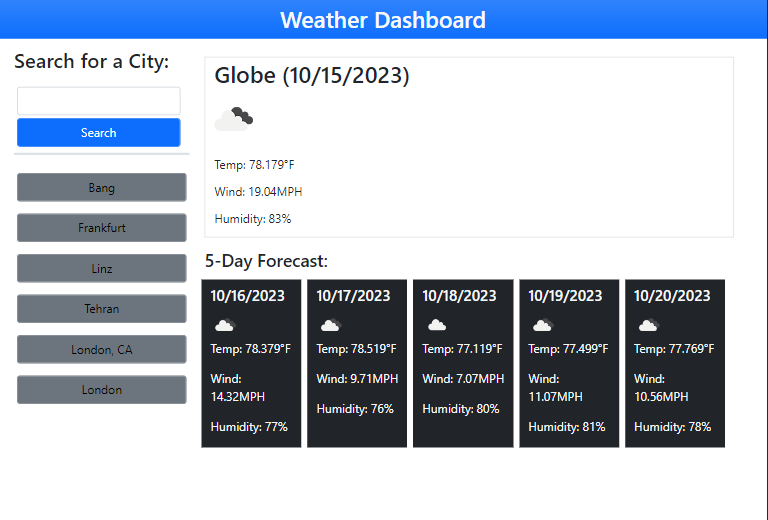 Weather Dashboard
Search for a City:
Search
Bang
Frankfurt
Linz
Tehran
London, CA
London
Globe (10/15/2023)
Temp: 78.179°F
Wind: 19.04MPH
Humidity: 83%
5-Day Forecast:
10/16/2023
Temp: 78.379°F
Wind:
14.32MPH
Humidity: 77%
10/17/2023
Temp: 78.519°F
Wind: 9.71MPH
Humidity: 76%
10/18/2023
Temp: 77.119°F
Wind: 7.07MPH
Humidity: 80%
10/19/2023
Temp: 77.499°F
Wind:
11.07MPH
Humidity: 81%
10/20/2023
Temp: 77.769°F
Wind:
10.56MPH
Humidity: 78%